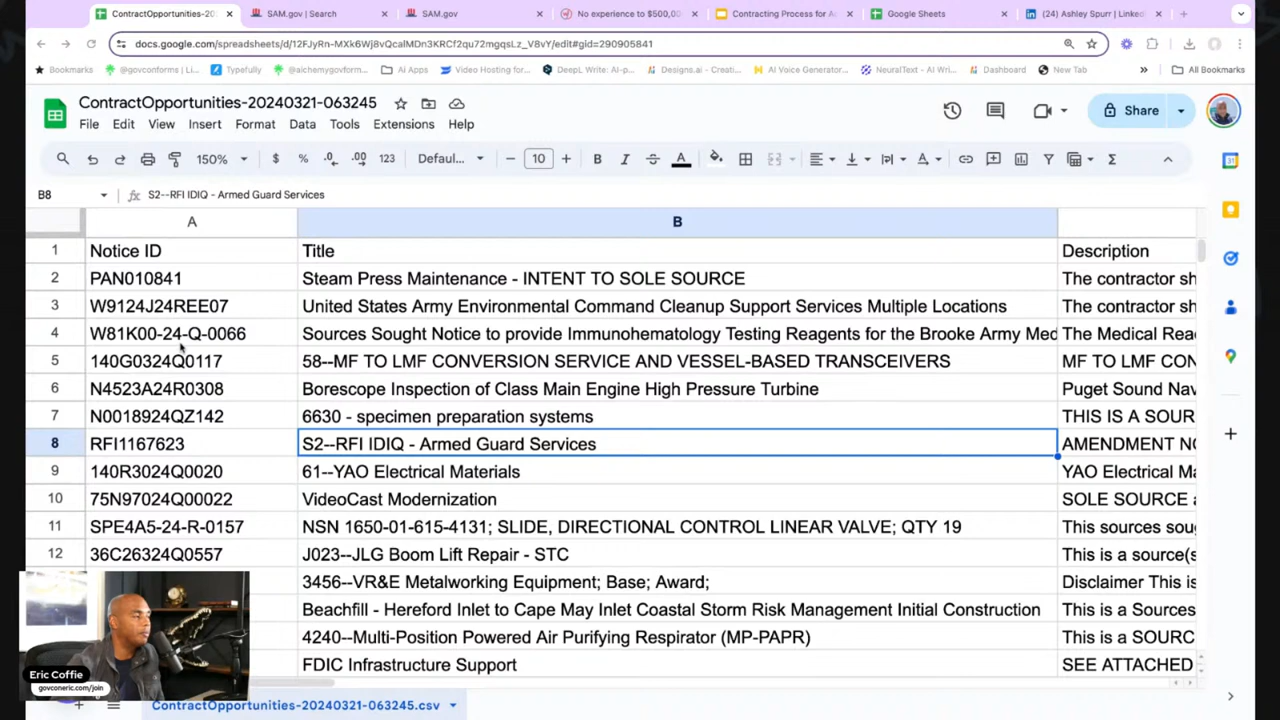 ContractOpportunities-202403
SAM.gov | Search
SAM.gov
No experience to $500,00
Contracting Process for Ac
Google Sheets
(24) Ashley Spurr | Linked
docs.google.com/spreadsheets/d/12FJyRn-MXk6Wj8vQcalMDn3KRCf2qu72mgqsLz_V8vY/edit#gid=290905841
Bookmarks
@govconforms | Li...
Typefully
@aichemygovform...
AI Apps
Video Hosting for...
DeepL Write: AI-p...
Designs.ai - Creati...
AI Voice Generator...
NeuralText - AI Wri...
Dashboard
New Tab
All Bookmarks
ContractOpportunities-20240321-063245
Share
File Edit View Insert Format Data Tools Extensions Help
150% $ % .0 .00 123 Defaul... 10 B I A
B8 fx S2--RFI IDIQ - Armed Guard Services
A B
1 Notice ID Title Description
2 PAN010841 Steam Press Maintenance - INTENT TO SOLE SOURCE The contractor sh
3 W9124J24REE07 United States Army Environmental Command Cleanup Support Services Multiple Locations The contractor sh
4 W81K00-24-Q-0066 Sources Sought Notice to provide Immunohematology Testing Reagents for the Brooke Army Med The Medical Read
5 140G0324Q0117 58--MF TO LMF CONVERSION SERVICE AND VESSEL-BASED TRANSCEIVERS MF TO LMF CON
6 N4523A24R0308 Borescope Inspection of Class Main Engine High Pressure Turbine Puget Sound Nav
7 N0018924QZ142 6630 - specimen preparation systems THIS IS A SOUR
8 RFI1167623 S2--RFI IDIQ - Armed Guard Services AMENDMENT NO
9 140R3024Q0020 61--YAO Electrical Materials YAO Electrical Ma
10 75N97024Q00022 VideoCast Modernization SOLE SOURCE a
11 SPE4A5-24-R-0157 NSN 1650-01-615-4131; SLIDE, DIRECTIONAL CONTROL LINEAR VALVE; QTY 19 This sources soug
12 36C26324Q0557 J023--JLG Boom Lift Repair - STC This is a source(s
3456--VR&E Metalworking Equipment; Base; Award; Disclaimer This is
Beachfill - Hereford Inlet to Cape May Inlet Coastal Storm Risk Management Initial Construction This is a Sources
4240--Multi-Position Powered Air Purifying Respirator (MP-PAPR) This is a SOURC
FDIC Infrastructure Support SEE ATTACHED
Eric Coffie
govconeric.com/join
ContractOpportunities-20240321-063245.csv